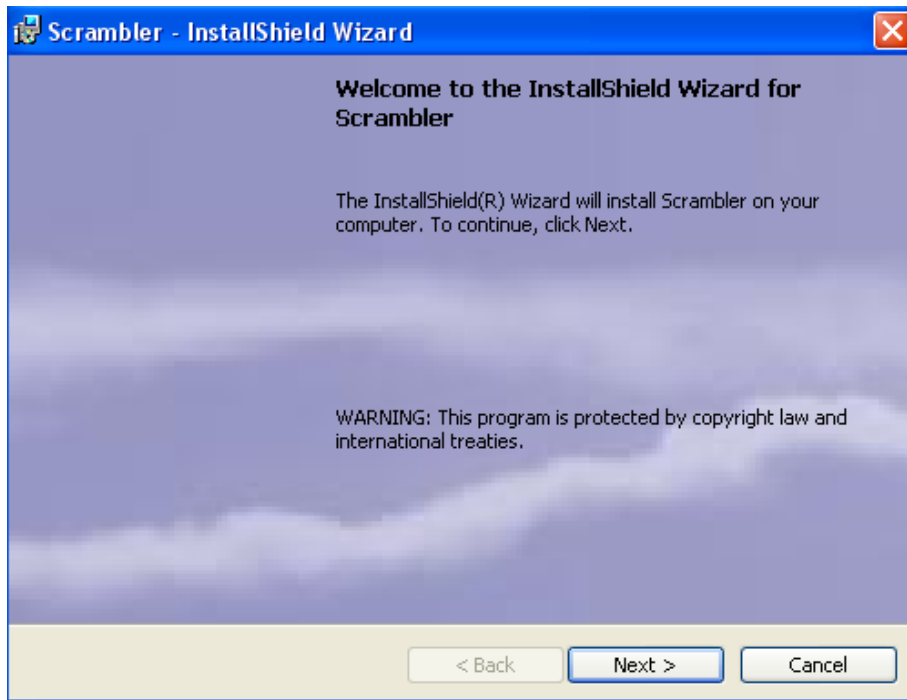 Scrambler - InstallShield Wizard
Welcome to the InstallShield Wizard for
Scrambler
The InstallShield(R) Wizard will install Scrambler on your
computer. To continue, click Next.
WARNING: This program is protected by copyright law and
international treaties.
< Back Next > Cancel